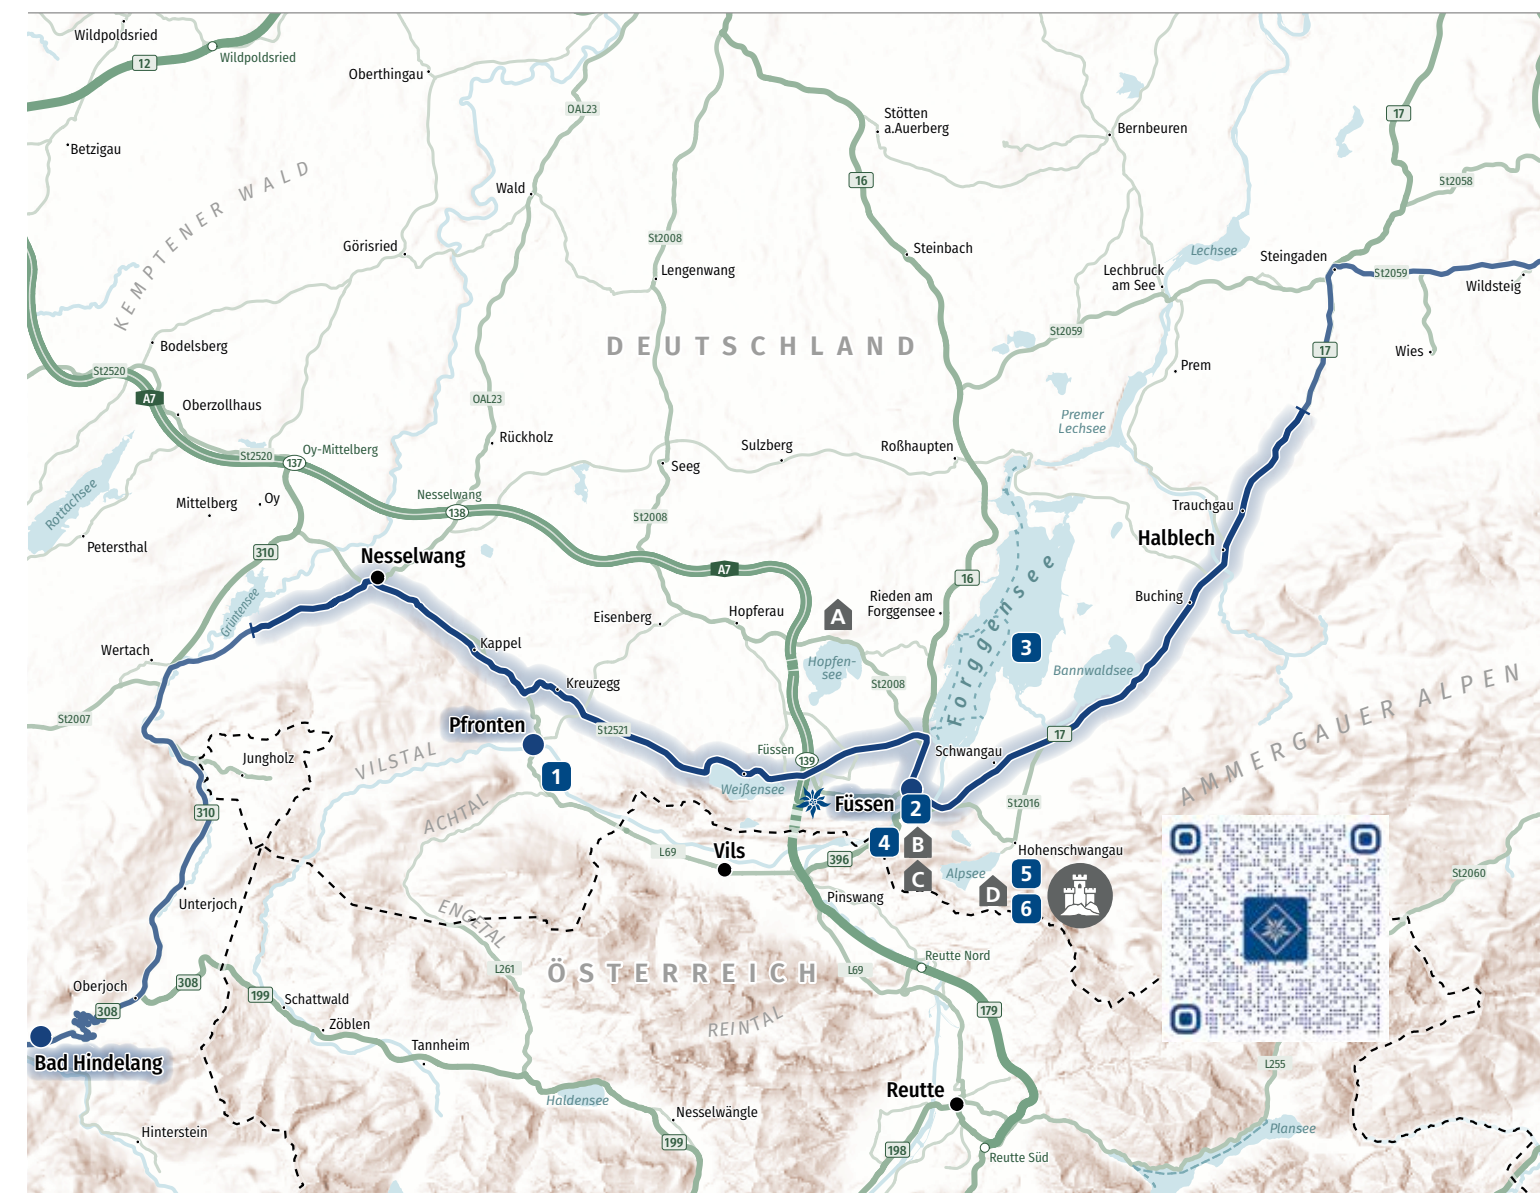 Wildpoldsried
12
Wildpoldsried
Oberthingau
OAL23
Stötten
a.Auerberg
Bernbeuren
17
Betzigau
KEMPTENER WALD
Wald
16
St2058
St2008
Görisried
Lengenwang
Steinbach
Lechsee
Steingaden
Lechbruck
am See
St2059
Wildsteig
St2059
DEUTSCHLAND
Bodelsberg
17
Wies
Prem
St2520
A7
OAL23
Oberzollhaus
Premer
Lechsee
Rückholz
Sulzberg
Roßhaupten
St2520
137
Oy-Mittelberg
Seeg
Nesselwang
138
Rottachsee
Mittelberg
Oy
St2008
Trauchgau
Petersthal
310
Nesselwang
Halblech
A7
16
Forggensee
Grüntensee
Eisenberg
Hopferau
A
Rieden am
Forggensee
Buching
Wertach
Kappel
3
Hopfen-
see
Bannwaldsee
Kreuzegg
St2008
St2007
Pfronten
St2521
17
AMMERGAUER ALPEN
Jungholz
VILSTAL
Füssen
139
Schwangau
1
Weißensee
Füssen
2
St2016
310
ACHTAL
L69
Vils
396
4
B
Hohenschwangau
C
Alpsee
D
5
6
St2060
Unterjoch
Pinswang
ENGETAL
L261
ÖSTERREICH
L69
Reutte Nord
Oberjoch
308
308
199
Schattwald
179
Zöblen
REINTAL
Bad Hindelang
Tannheim
L255
Haldensee
Reutte
Nesselwängle
Hinterstein
199
198
Reutte Süd
Plansee